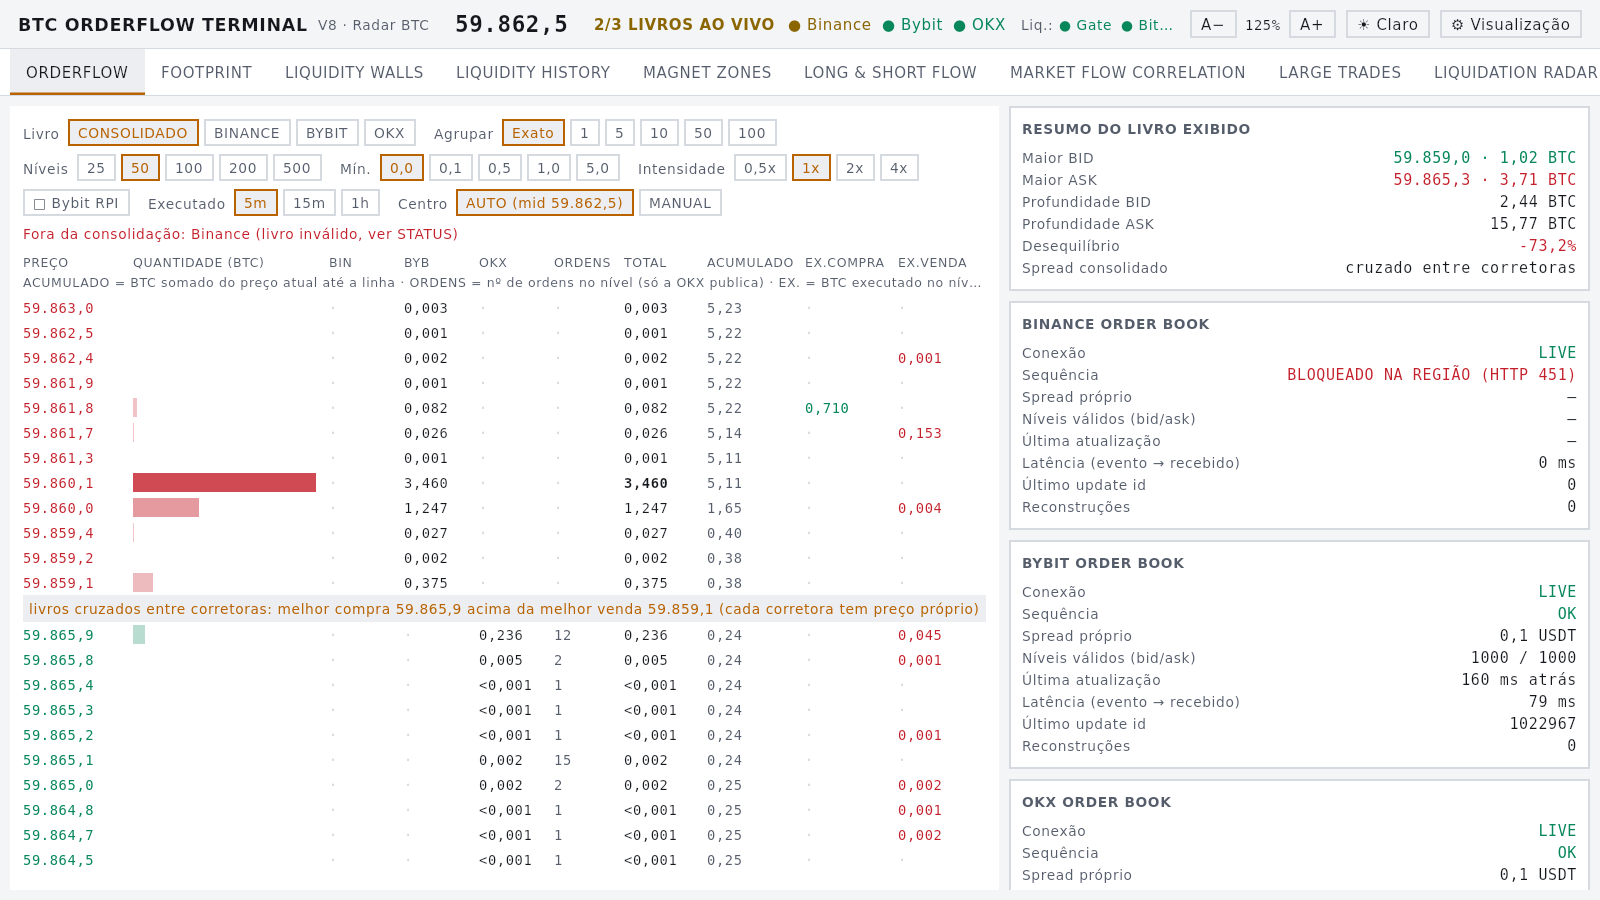 BTC ORDERFLOW TERMINAL V8 · Radar BTC 59.862,5 2/3 LIVROS AO VIVO ● Binance ● Bybit ● OKX Liq.: ● Gate ● Bit… A− 125% A+ ☀ Claro ⚙ Visualização
ORDERFLOW FOOTPRINT LIQUIDITY WALLS LIQUIDITY HISTORY MAGNET ZONES LONG & SHORT FLOW MARKET FLOW CORRELATION LARGE TRADES LIQUIDATION RADAR
Livro CONSOLIDADO BINANCE BYBIT OKX Agrupar Exato 1 5 10 50 100
Níveis 25 50 100 200 500 Mín. 0,0 0,1 0,5 1,0 5,0 Intensidade 0,5x 1x 2x 4x
□ Bybit RPI Executado 5m 15m 1h Centro AUTO (mid 59.862,5) MANUAL
Fora da consolidação: Binance (livro inválido, ver STATUS)
PREÇO QUANTIDADE (BTC) BIN BYB OKX ORDENS TOTAL ACUMULADO EX.COMPRA EX.VENDA
ACUMULADO = BTC somado do preço atual até a linha · ORDENS = nº de ordens no nível (só a OKX publica) · EX. = BTC executado no nív…
59.863,0 · 0,003 · · 0,003 5,23 · ·
59.862,5 · 0,001 · · 0,001 5,22 · ·
59.862,4 · 0,002 · · 0,002 5,22 · 0,001
59.861,9 · 0,001 · · 0,001 5,22 · ·
59.861,8 · 0,082 · · 0,082 5,22 0,710 ·
59.861,7 · 0,026 · · 0,026 5,14 · 0,153
59.861,3 · 0,001 · · 0,001 5,11 · ·
59.860,1 · 3,460 · · 3,460 5,11 · ·
59.860,0 · 1,247 · · 1,247 1,65 · 0,004
59.859,4 · 0,027 · · 0,027 0,40 · ·
59.859,2 · 0,002 · · 0,002 0,38 · ·
59.859,1 · 0,375 · · 0,375 0,38 · ·
livros cruzados entre corretoras: melhor compra 59.865,9 acima da melhor venda 59.859,1 (cada corretora tem preço próprio)
59.865,9 · · 0,236 12 0,236 0,24 · 0,045
59.865,8 · · 0,005 2 0,005 0,24 · 0,001
59.865,4 · · <0,001 1 <0,001 0,24 · ·
59.865,3 · · <0,001 1 <0,001 0,24 · ·
59.865,2 · · <0,001 1 <0,001 0,24 · 0,001
59.865,1 · · 0,002 15 0,002 0,24 · ·
59.865,0 · · 0,002 2 0,002 0,25 · 0,002
59.864,8 · · <0,001 1 <0,001 0,25 · 0,001
59.864,7 · · <0,001 1 <0,001 0,25 · 0,002
59.864,5 · · <0,001 1 <0,001 0,25 · ·
RESUMO DO LIVRO EXIBIDO
Maior BID 59.859,0 · 1,02 BTC
Maior ASK 59.865,3 · 3,71 BTC
Profundidade BID 2,44 BTC
Profundidade ASK 15,77 BTC
Desequilíbrio -73,2%
Spread consolidado cruzado entre corretoras
BINANCE ORDER BOOK
Conexão LIVE
Sequência BLOQUEADO NA REGIÃO (HTTP 451)
Spread próprio —
Níveis válidos (bid/ask) —
Última atualização —
Latência (evento → recebido) 0 ms
Último update id 0
Reconstruções 0
BYBIT ORDER BOOK
Conexão LIVE
Sequência OK
Spread próprio 0,1 USDT
Níveis válidos (bid/ask) 1000 / 1000
Última atualização 160 ms atrás
Latência (evento → recebido) 79 ms
Último update id 1022967
Reconstruções 0
OKX ORDER BOOK
Conexão LIVE
Sequência OK
Spread próprio 0,1 USDT